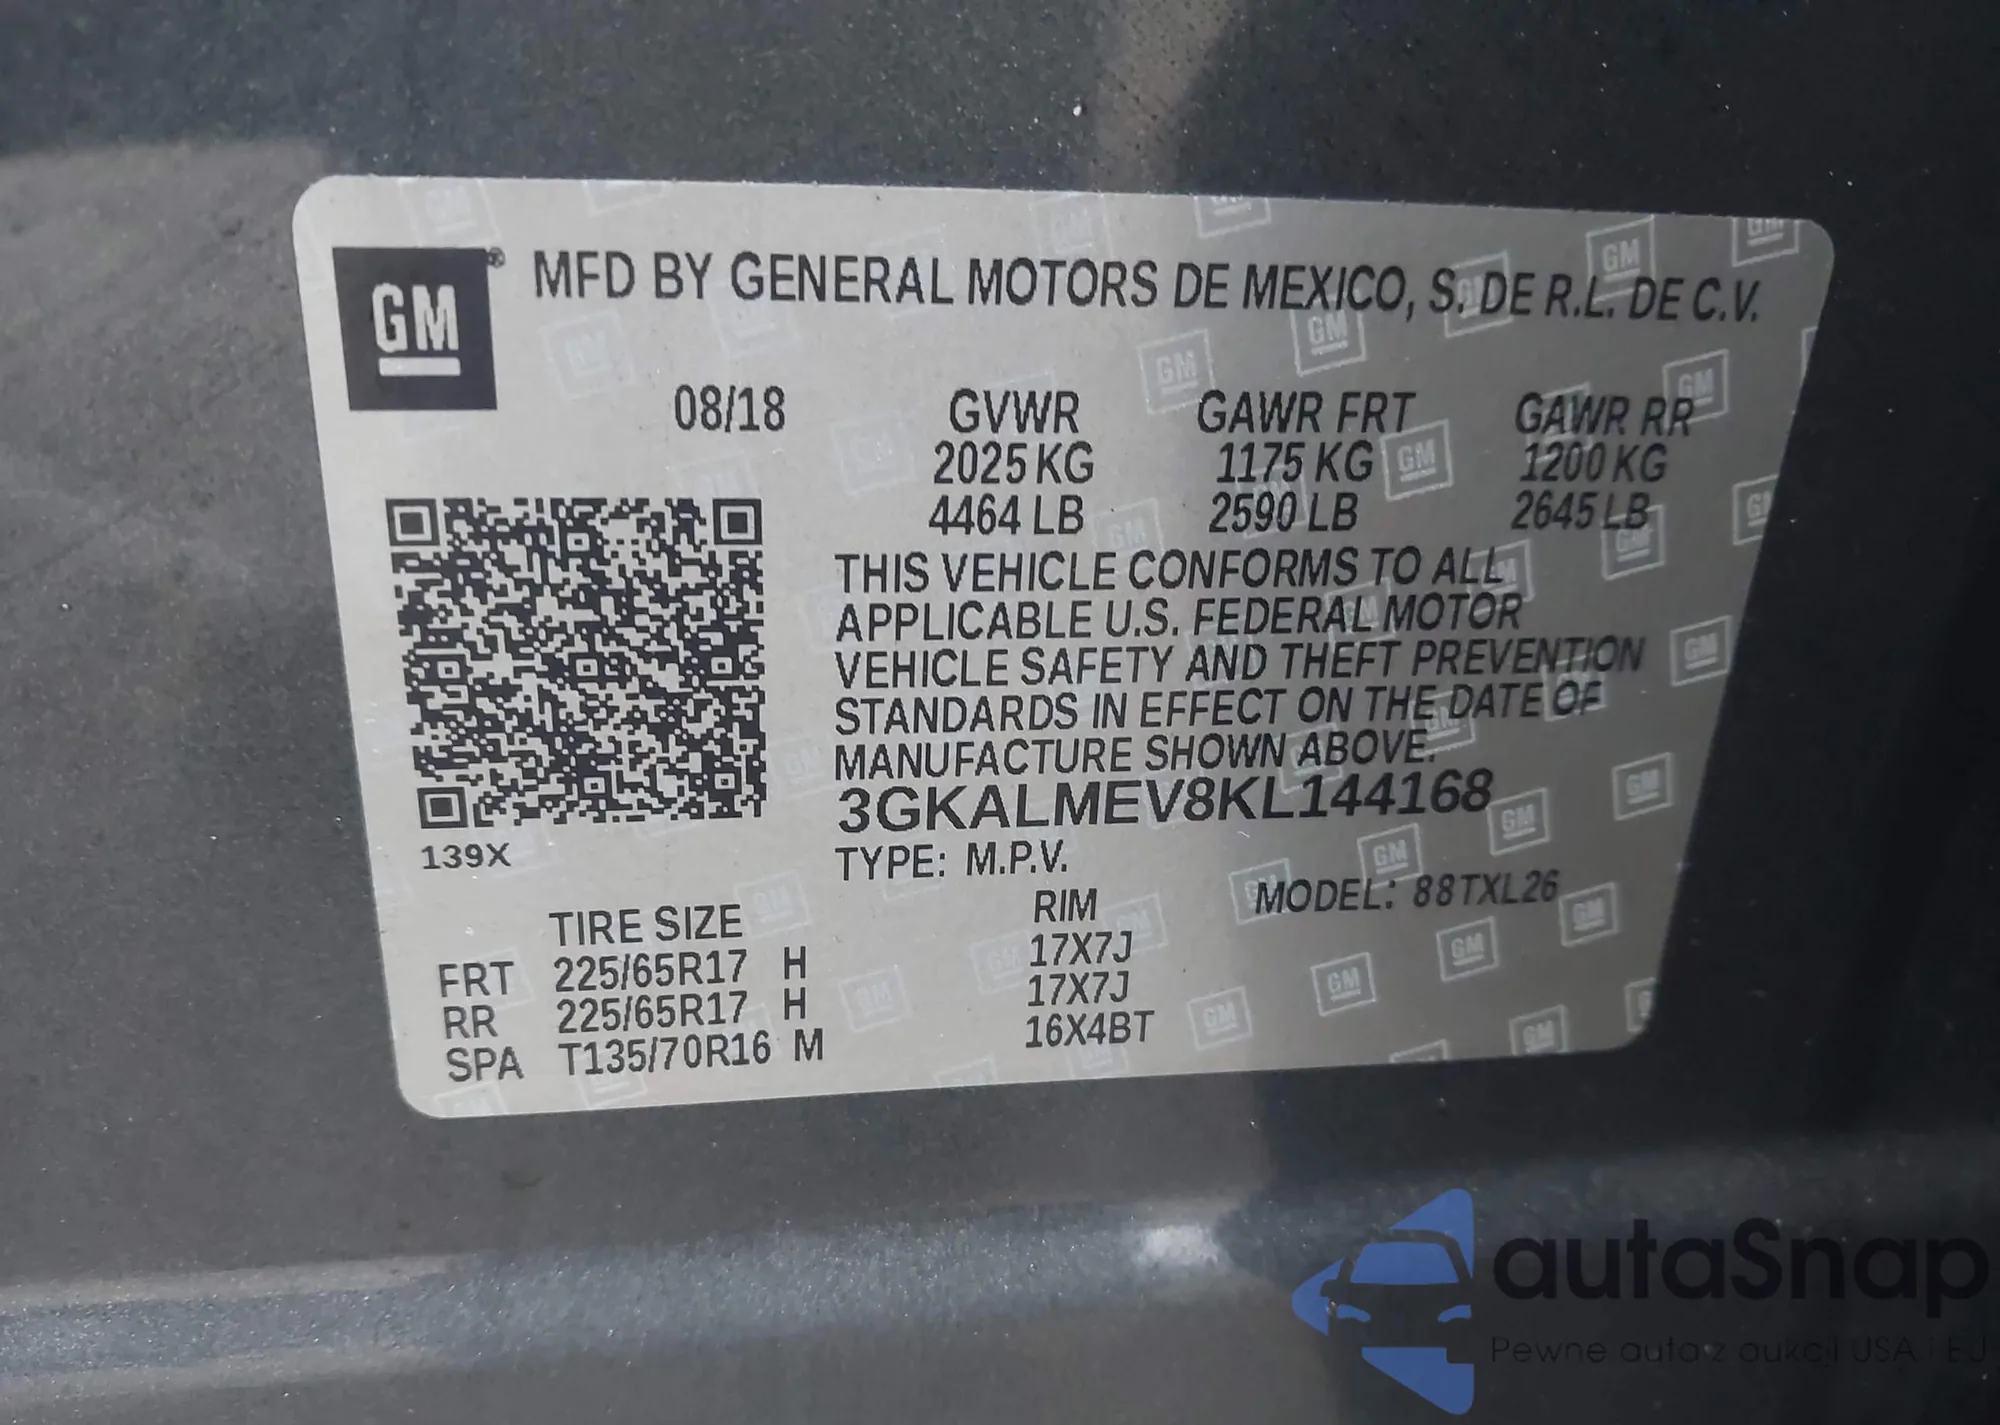 GM ® MFD BY GENERAL MOTORS DE MEXICO, S. DE R.L. DE C.V.
08/18 GVWR GAWR FRT GAWR RR
2025 KG 1175 KG 1200 KG
4464 LB 2590 LB 2645 LB
THIS VEHICLE CONFORMS TO ALL
APPLICABLE U.S. FEDERAL MOTOR
VEHICLE SAFETY AND THEFT PREVENTION
STANDARDS IN EFFECT ON THE DATE OF
MANUFACTURE SHOWN ABOVE.
3GKALMEV8KL144168
139X
TYPE: M.P.V. MODEL: 88TXL26
TIRE SIZE RIM
FRT 225/65R17 H 17X7J
RR 225/65R17 H 17X7J
SPA T135/70R16 M 16X4BT
autaSnap
Pewne auta z aukcji USA i EU